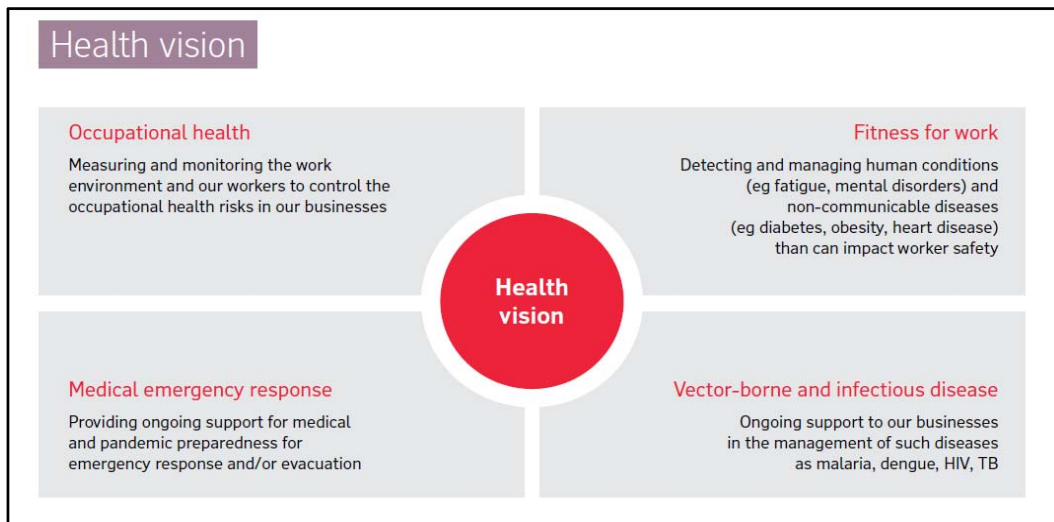 Health vision
Occupational health
Measuring and monitoring the work
environment and our workers to control the
occupational health risks in our businesses
Fitness for work
Detecting and managing human conditions
(eg fatigue, mental disorders) and
non-communicable diseases
(eg diabetes, obesity, heart disease)
than can impact worker safety
Health
vision
Medical emergency response
Providing ongoing support for medical
and pandemic preparedness for
emergency response and/or evacuation
Vector-borne and infectious disease
Ongoing support to our businesses
in the management of such diseases
as malaria, dengue, HIV, TB